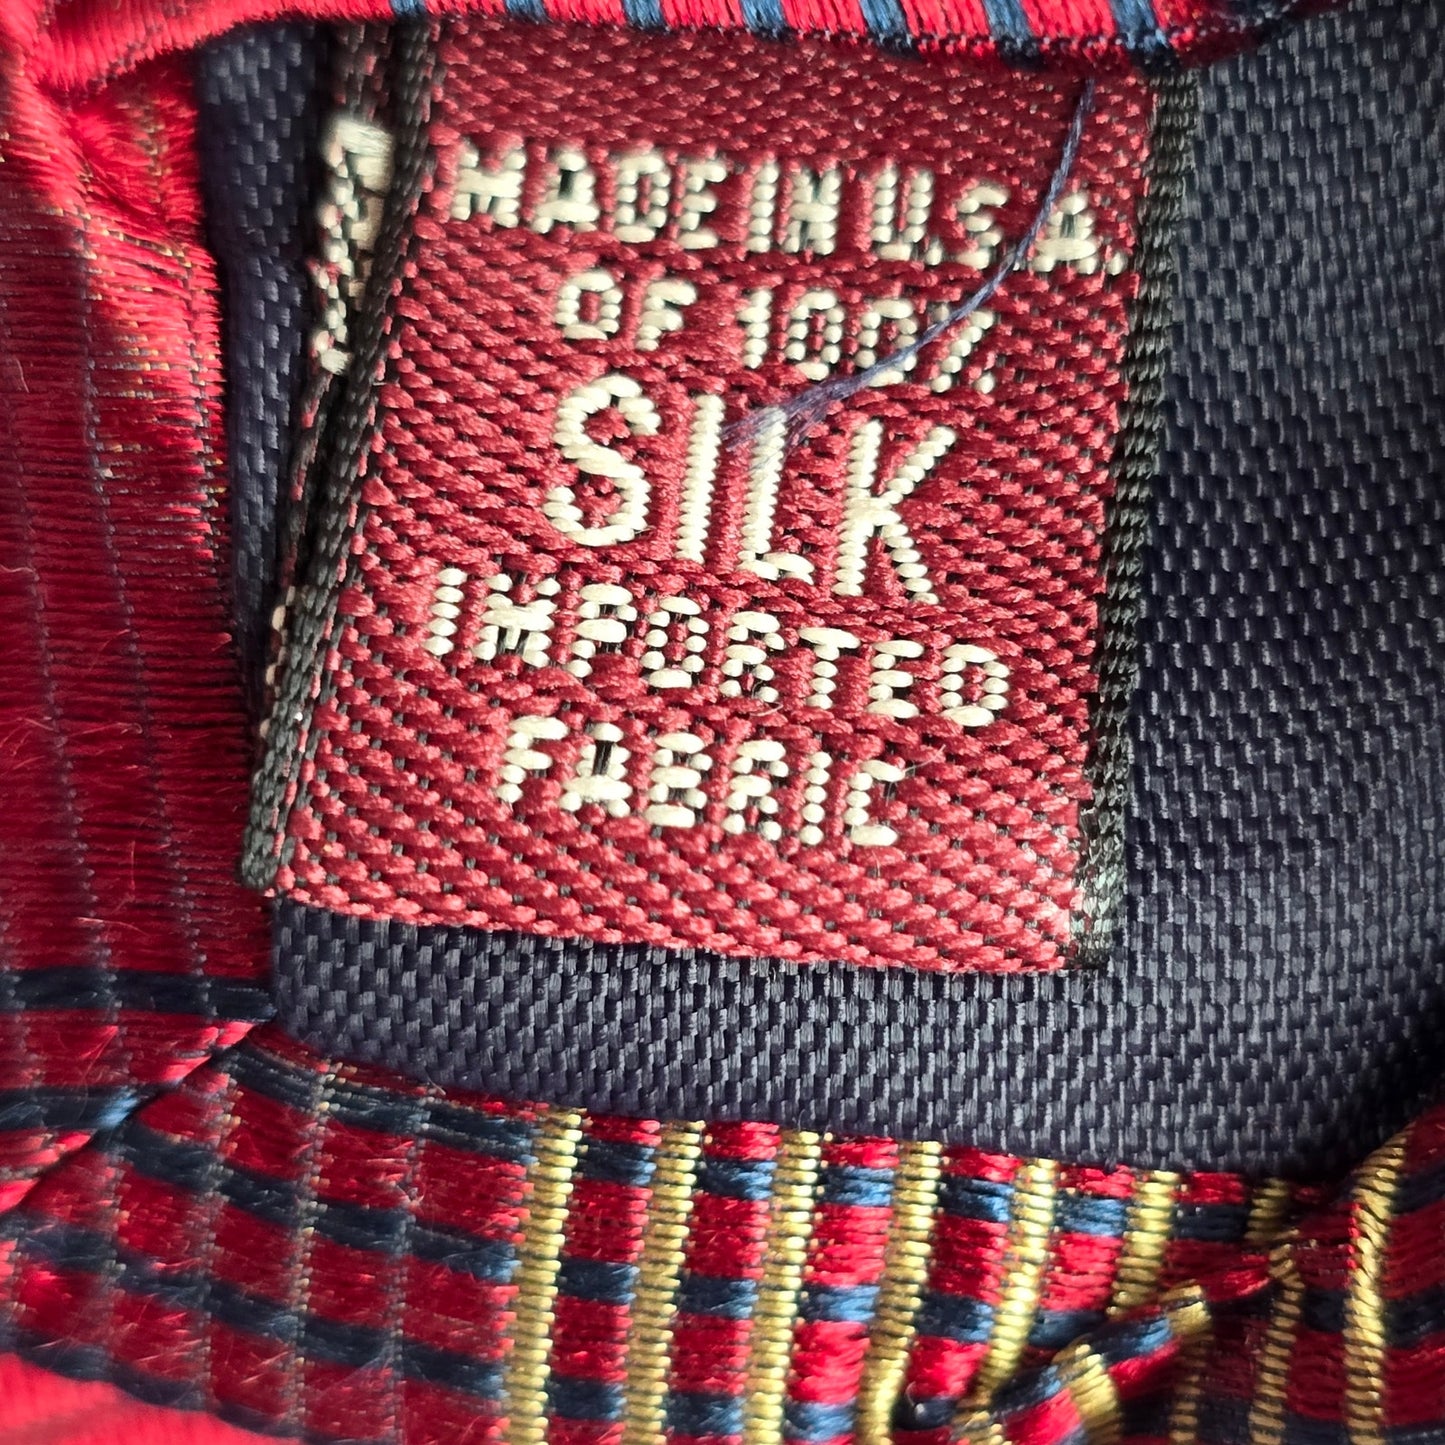 MADE IN U.S.A.
OF 100%
SILK
IMPORTED
FABRIC